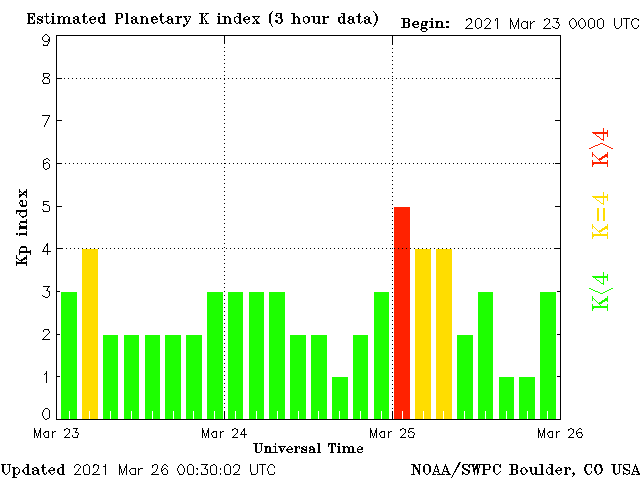 Estimated Planetary K index (3 hour data)
Begin: 2021 Mar 23 0000 UTC
9
8
7
6
5
4
3
2
1
0
Kp index
K>4
K=4
K<4
Mar 23
Mar 24
Mar 25
Mar 26
Universal Time
Updated 2021 Mar 26 00:30:02 UTC
NOAA/SWPC Boulder, CO USA